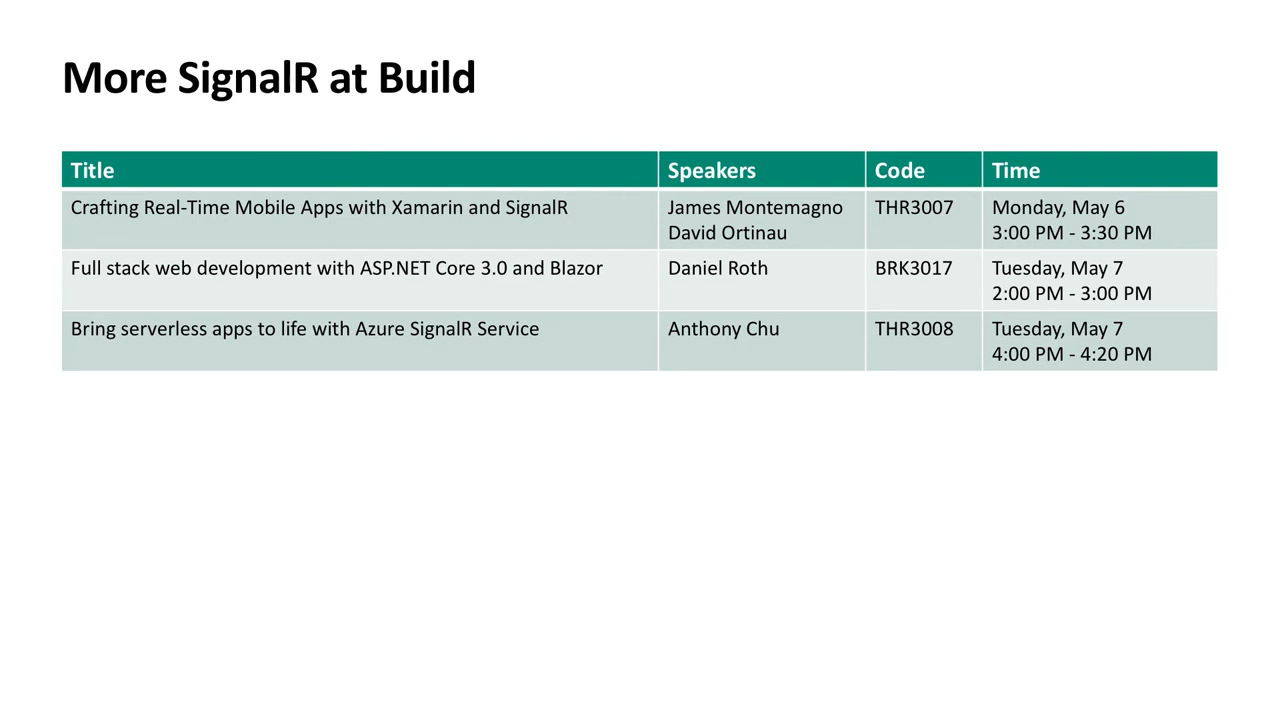 More SignalR at Build
Title Speakers Code Time
Crafting Real-Time Mobile Apps with Xamarin and SignalR James Montemagno THR3007 Monday, May 6
David Ortinau 3:00 PM - 3:30 PM
Full stack web development with ASP.NET Core 3.0 and Blazor Daniel Roth BRK3017 Tuesday, May 7
2:00 PM - 3:00 PM
Bring serverless apps to life with Azure SignalR Service Anthony Chu THR3008 Tuesday, May 7
4:00 PM - 4:20 PM